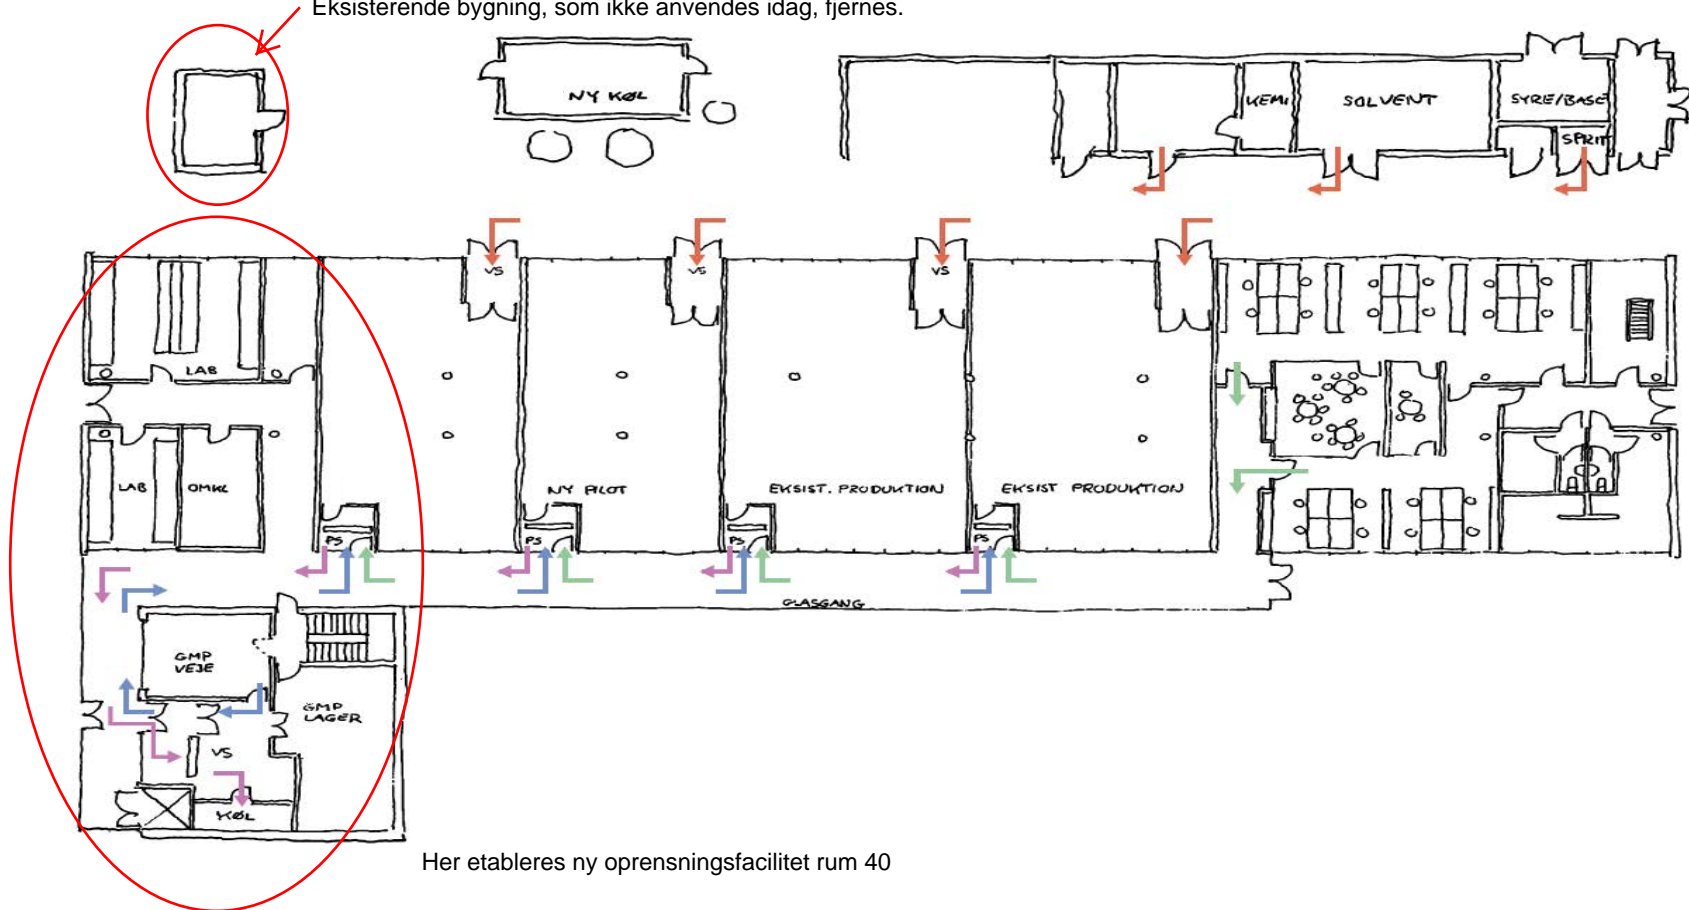 Eksisterende bygning, som ikke anvendes idag, fjernes.
NY KØL
KEMI
SOLVENT
SYRE/BASE
SPRIT
VS
VS
VS
LAB
LAB
OMKL
NY PILOT
EKSIST. PRODUKTION
EKSIST PRODUKTION
PS
PS
PS
PS
GLASGANG
GMP
VEJE
GMP
LAGER
VS
KØL
Her etableres ny oprensningsfacilitet rum 40